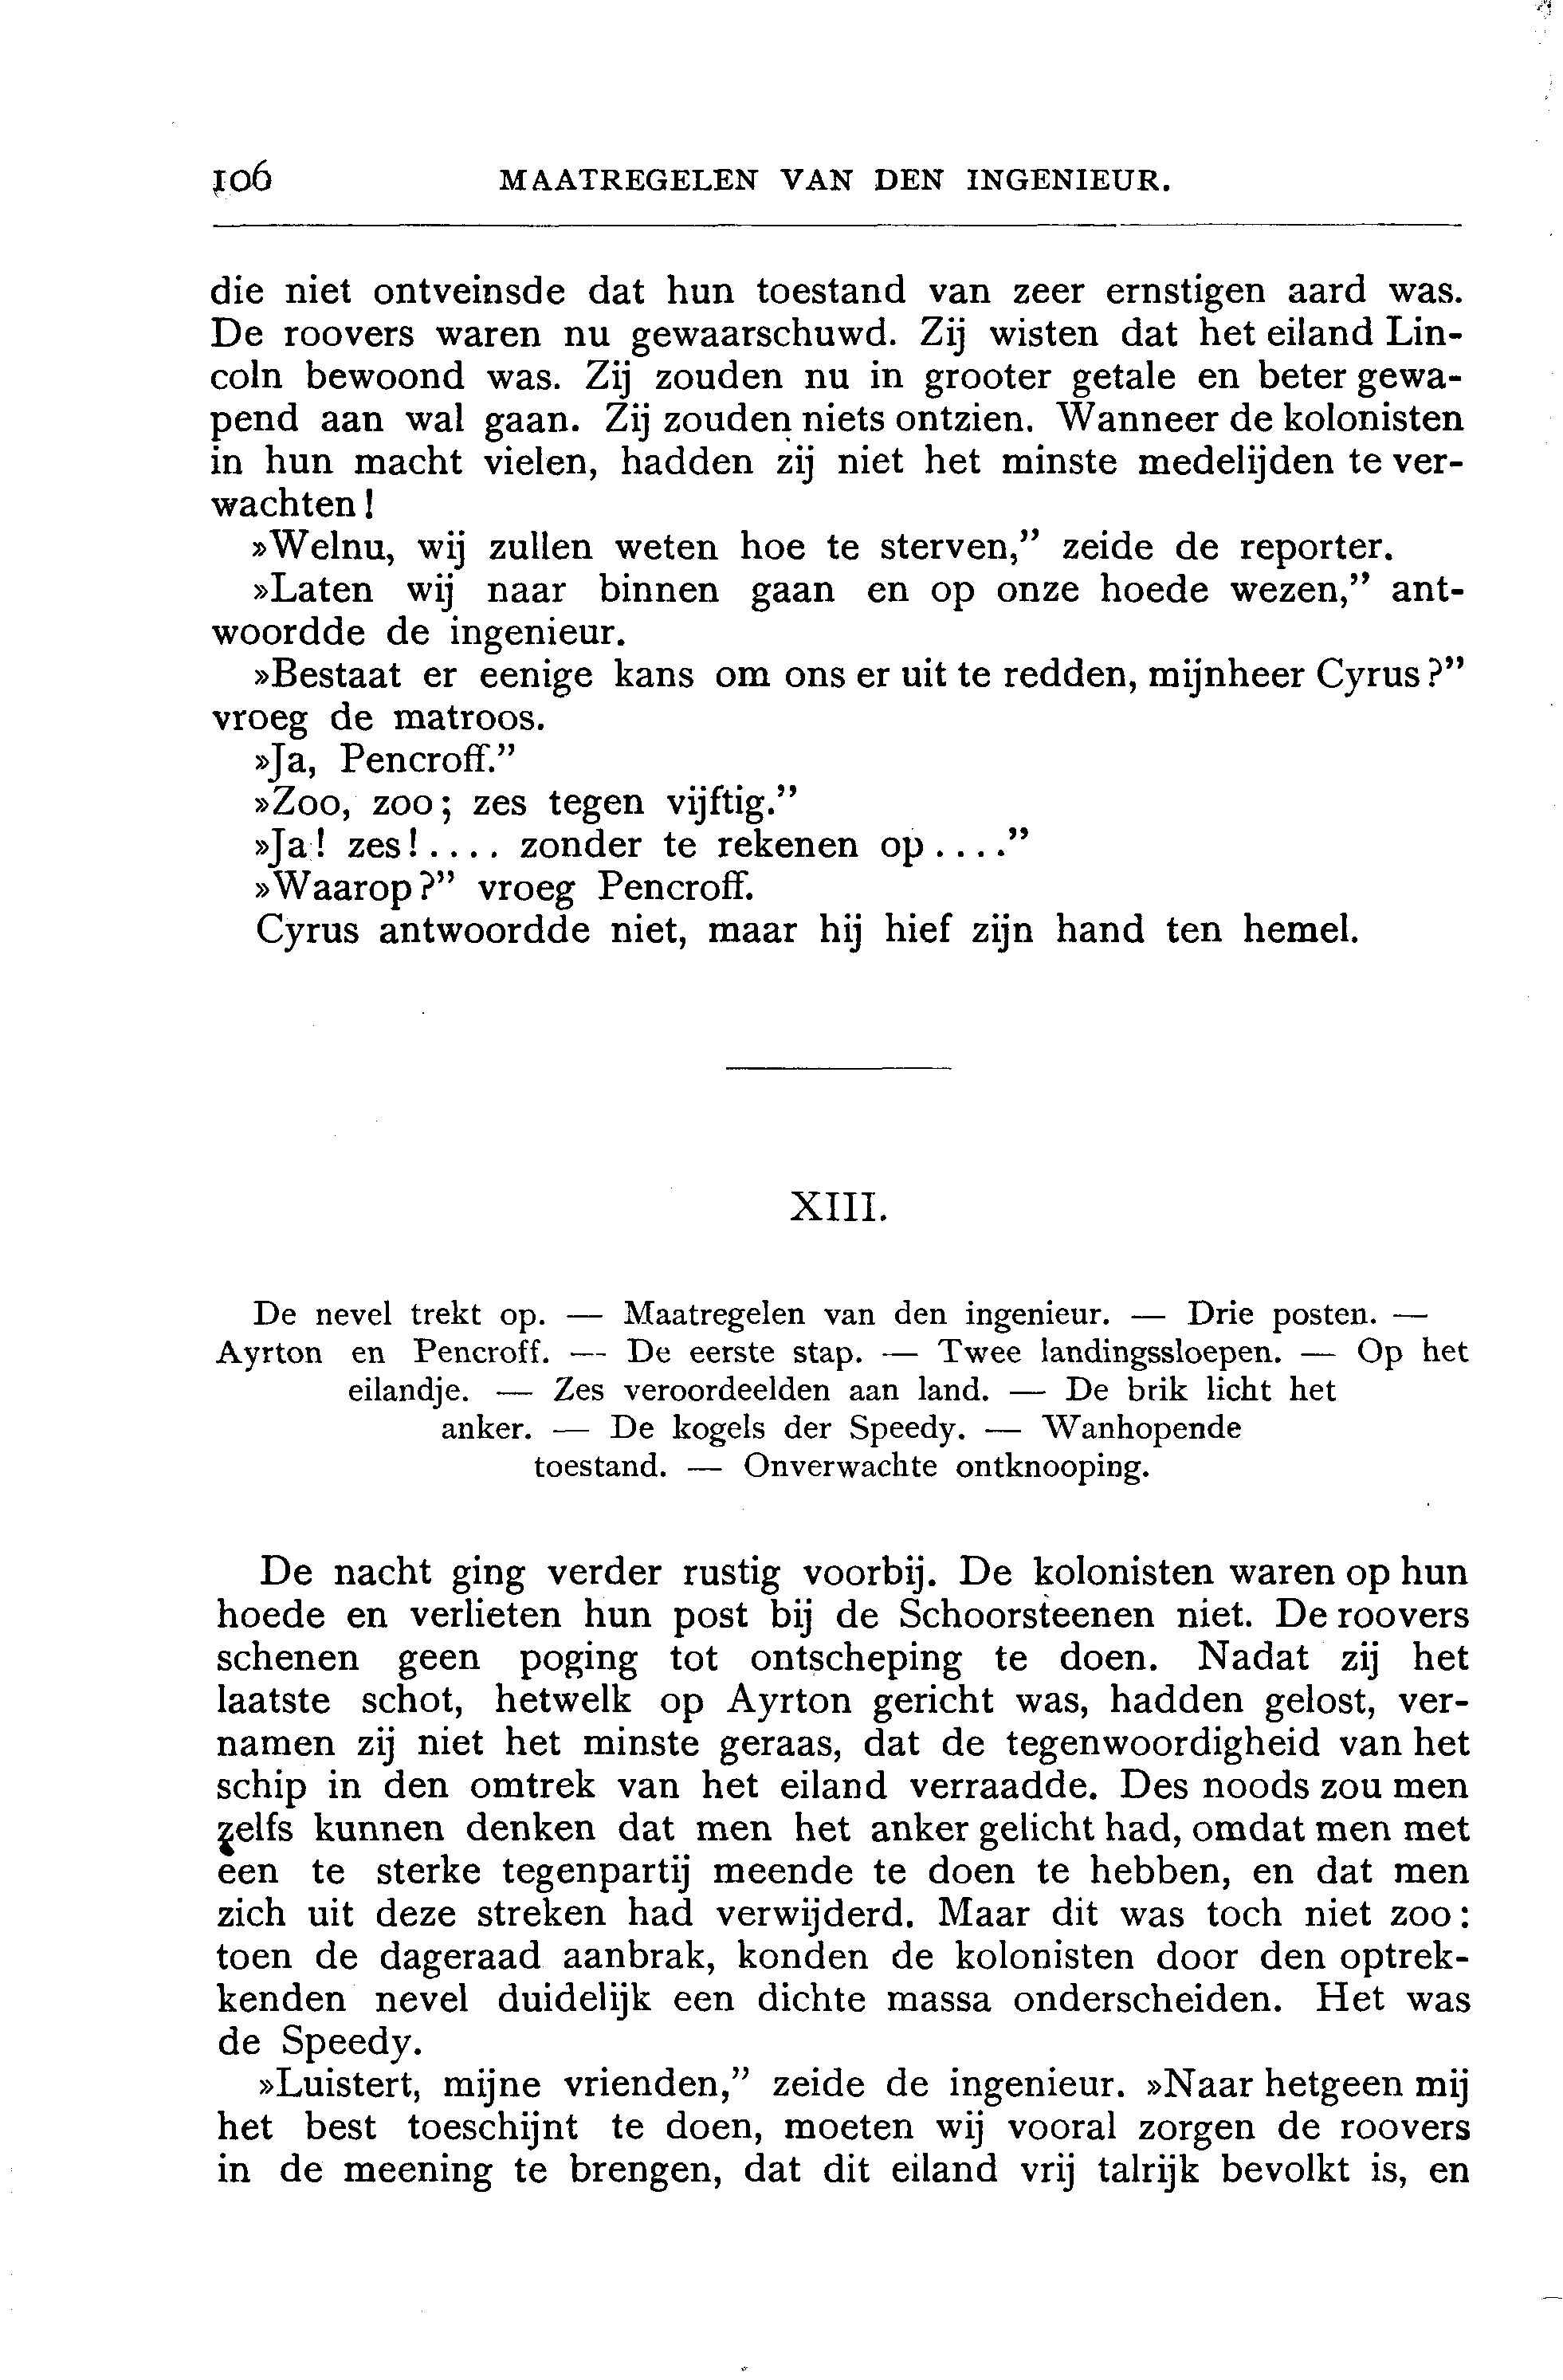 106 MAATREGELEN VAN DEN INGENIEUR.
die niet ontveinsde dat hun toestand van zeer ernstigen aard was.
De roovers waren nu gewaarschuwd. Zij wisten dat het eiland Lin-
coln bewoond was. Zij zouden nu in grooter getale en beter gewa-
pend aan wal gaan. Zij zouden niets ontzien. Wanneer de kolonisten
in hun macht vielen, hadden zij niet het minste medelijden te ver-
wachten!
»Welnu, wij zullen weten hoe te sterven,” zeide de reporter.
»Laten wij naar binnen gaan en op onze hoede wezen,” ant-
woordde de ingenieur.
»Bestaat er eenige kans om ons er uit te redden, mijnheer Cyrus?”
vroeg de matroos.
»Ja, Pencroff.”
»Zoo, zoo; zes tegen vijftig.”
»Ja! zes!.... zonder te rekenen op....”
»Waarop?” vroeg Pencroff.
Cyrus antwoordde niet, maar hij hief zijn hand ten hemel.
XIII.
De nevel trekt op. — Maatregelen van den ingenieur. — Drie posten. —
Ayrton en Pencroff. — De eerste stap. — Twee landingssloepen. — Op het
eilandje. — Zes veroordeelden aan land. — De brik licht het
anker. — De kogels der Speedy. — Wanhopende
toestand. — Onverwachte ontknooping.
De nacht ging verder rustig voorbij. De kolonisten waren op hun
hoede en verlieten hun post bij de Schoorsteenen niet. De roovers
schenen geen poging tot ontscheping te doen. Nadat zij het
laatste schot, hetwelk op Ayrton gericht was, hadden gelost, ver-
namen zij niet het minste geraas, dat de tegenwoordigheid van het
schip in den omtrek van het eiland verraadde. Des noods zou men
zelfs kunnen denken dat men het anker gelicht had, omdat men met
een te sterke tegenpartij meende te doen te hebben, en dat men
zich uit deze streken had verwijderd. Maar dit was toch niet zoo:
toen de dageraad aanbrak, konden de kolonisten door den optrek-
kenden nevel duidelijk een dichte massa onderscheiden. Het was
de Speedy.
»Luistert, mijne vrienden,” zeide de ingenieur. »Naar hetgeen mij
het best toeschijnt te doen, moeten wij vooral zorgen de roovers
in de meening te brengen, dat dit eiland vrij talrijk bevolkt is, en